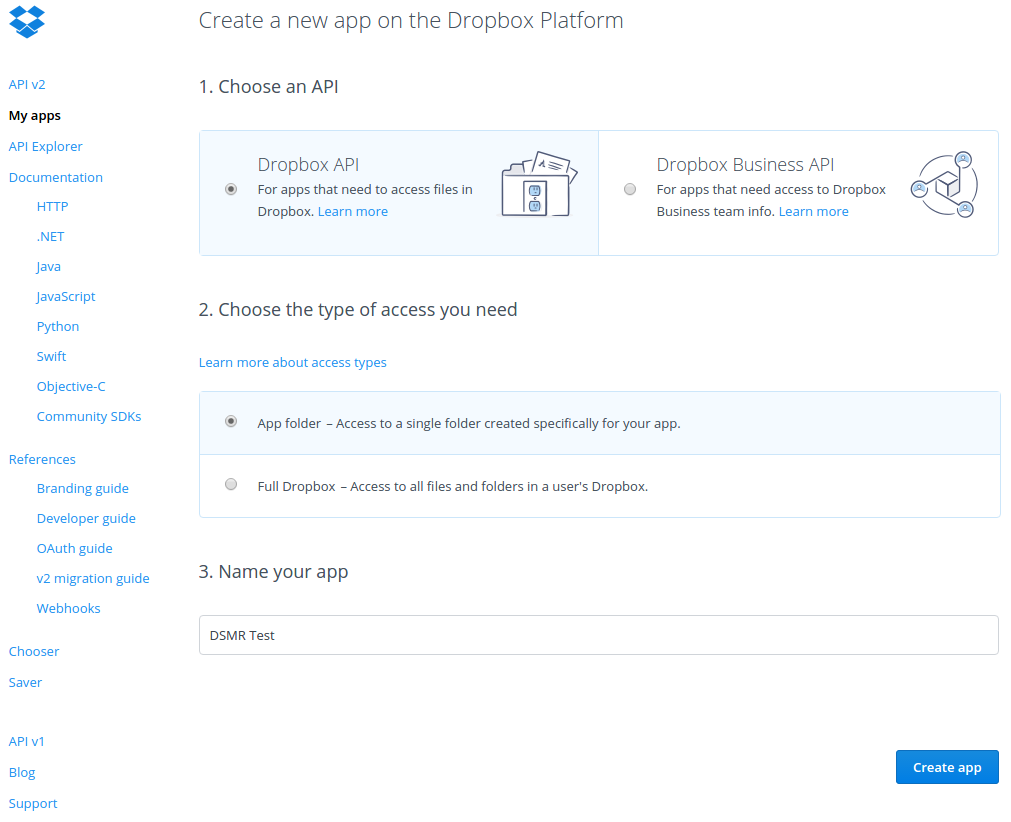 Create a new app on the Dropbox Platform
API v2
My apps
API Explorer
Documentation
HTTP
.NET
Java
JavaScript
Python
Swift
Objective-C
Community SDKs
References
Branding guide
Developer guide
OAuth guide
v2 migration guide
Webhooks
Chooser
Saver
API v1
Blog
Support
1. Choose an API
Dropbox API
For apps that need to access files in
Dropbox. Learn more
Dropbox Business API
For apps that need access to Dropbox
Business team info. Learn more
2. Choose the type of access you need
Learn more about access types
App folder – Access to a single folder created specifically for your app.
Full Dropbox – Access to all files and folders in a user's Dropbox.
3. Name your app
DSMR Test
Create app